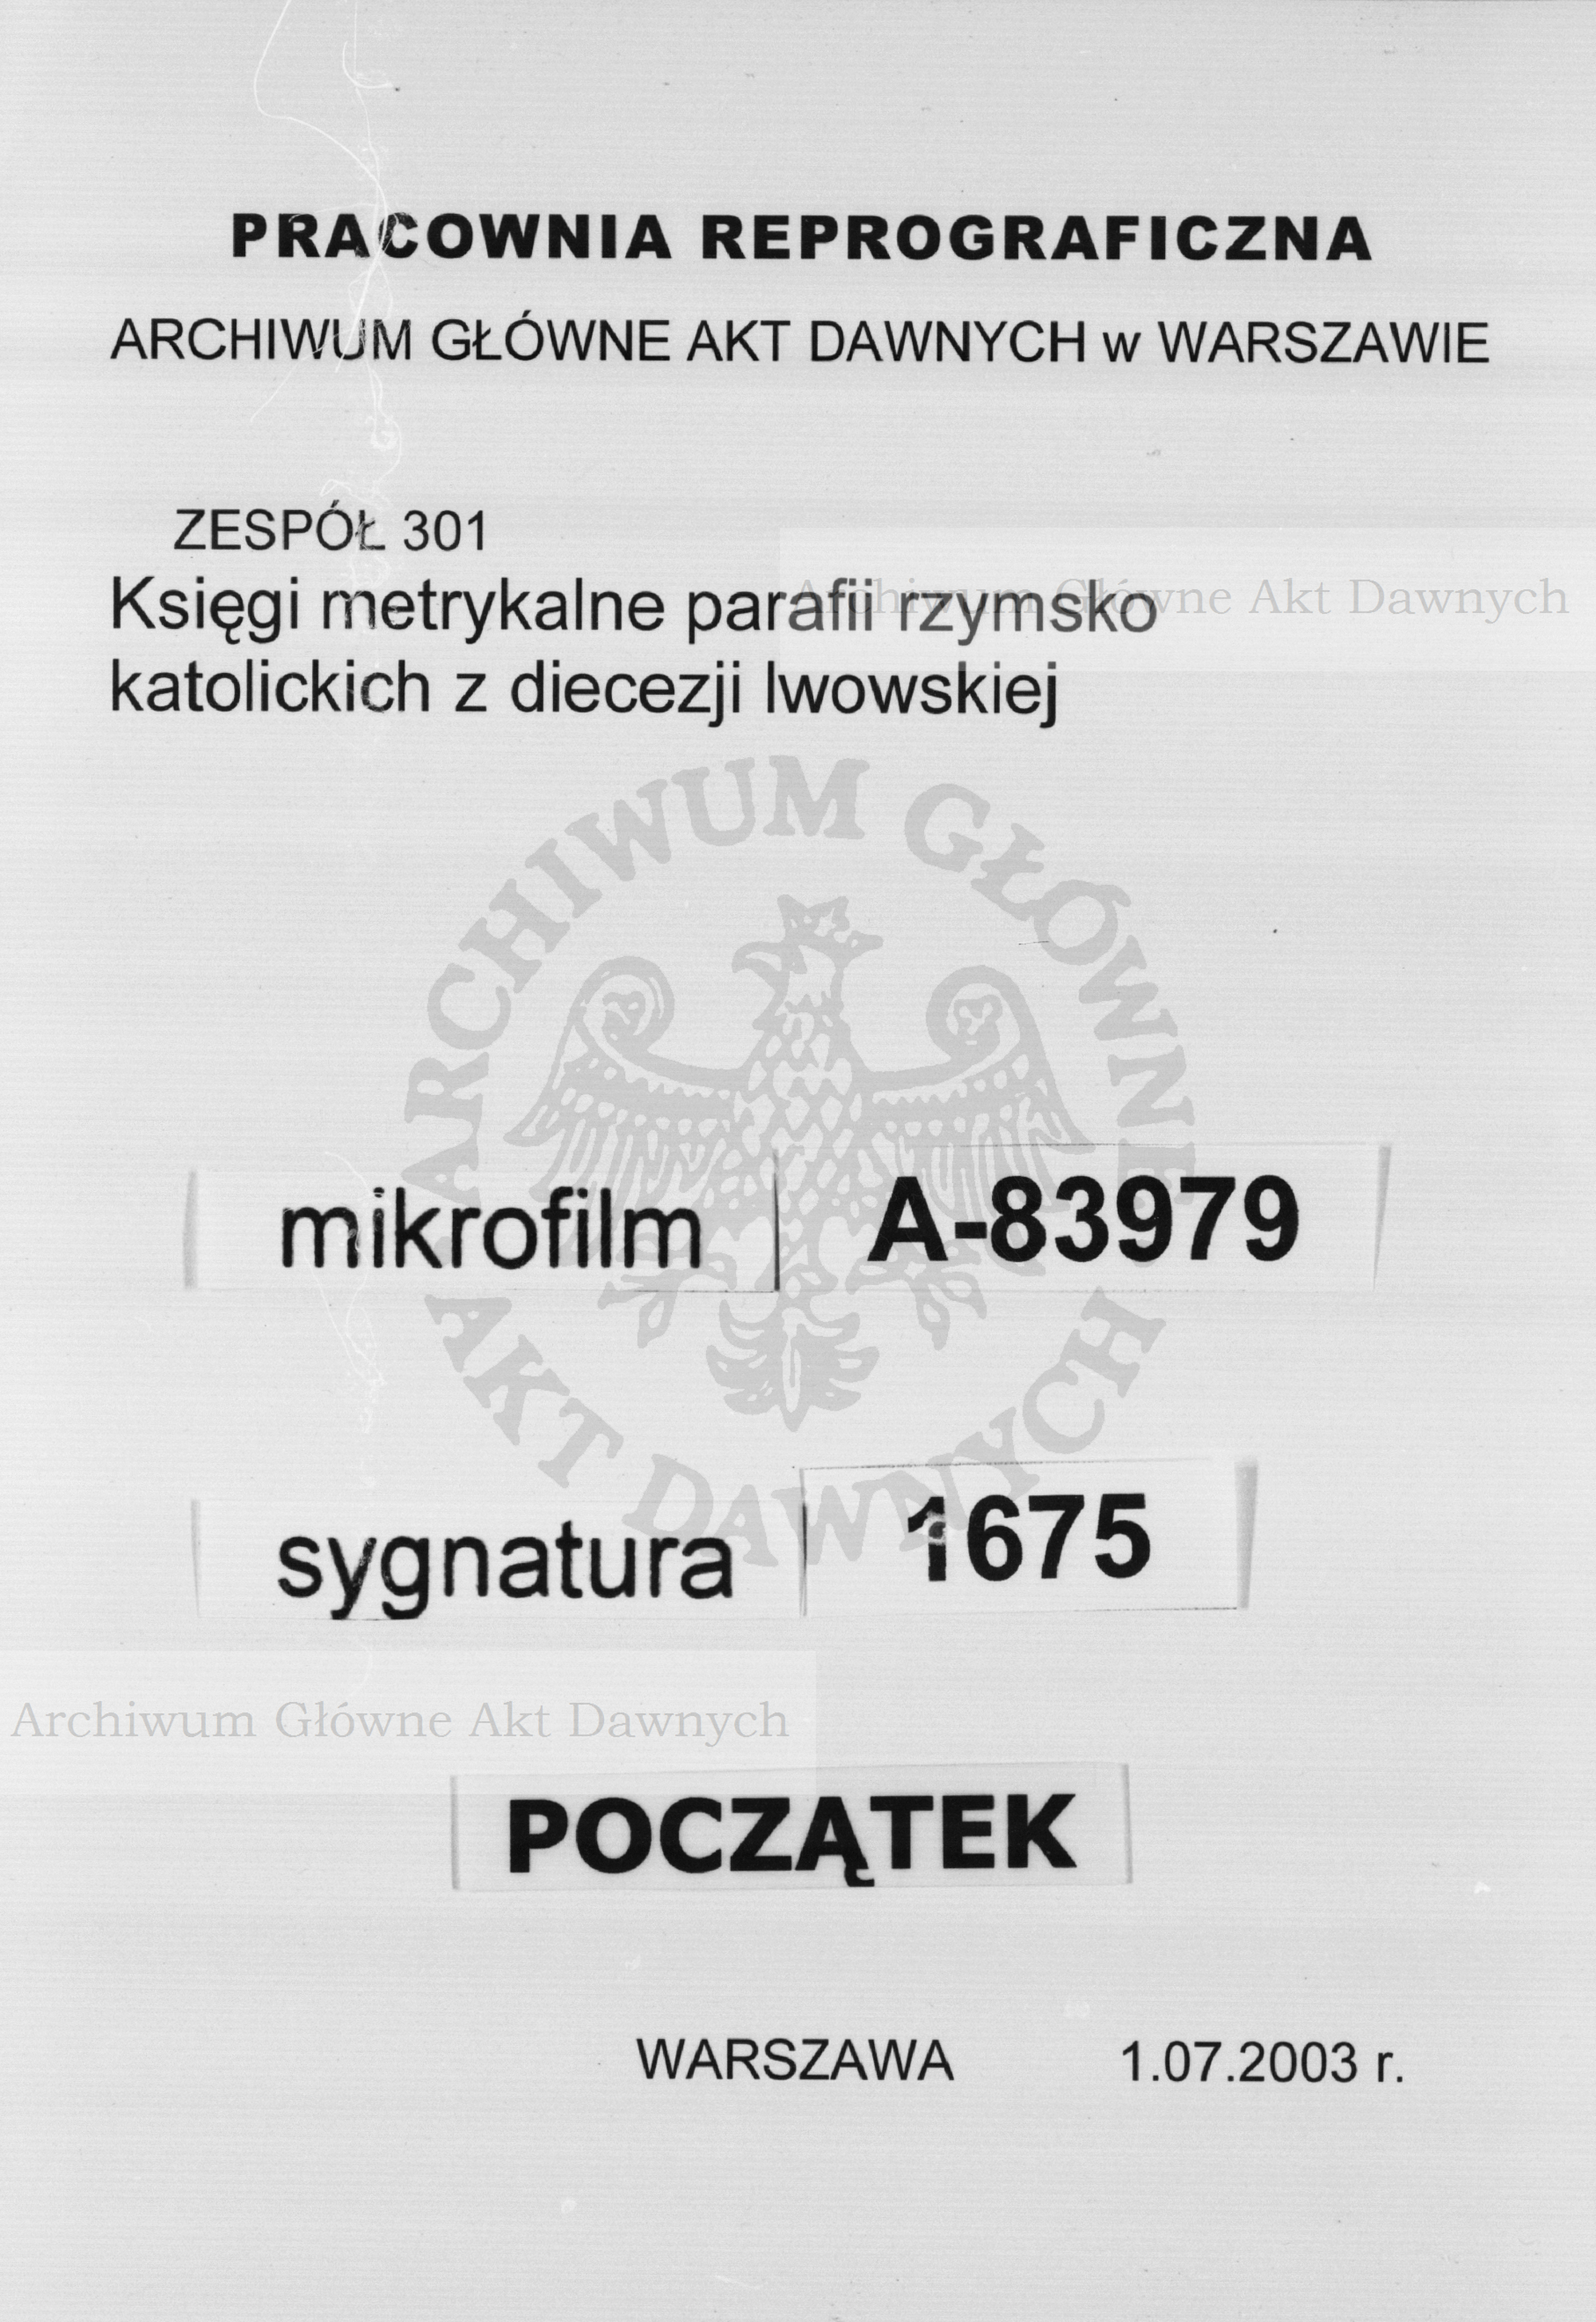 PRACOWNIA REPROGRAFICZNA
ARCHIWUM GŁÓWNE AKT DAWNYCH w WARSZAWIE
ZESPÓŁ 301
Archiwum Główne Akt Dawnych
Księgi metrykalne parafii rzymsko
katolickich z diecezji lwowskiej
ARCHIWUM GŁÓWNE
AKT DAWNYCH
mikrofilm A-83979
sygnatura 1675
Archiwum Główne Akt Dawnych
POCZĄTEK
WARSZAWA 1.07.2003 r.